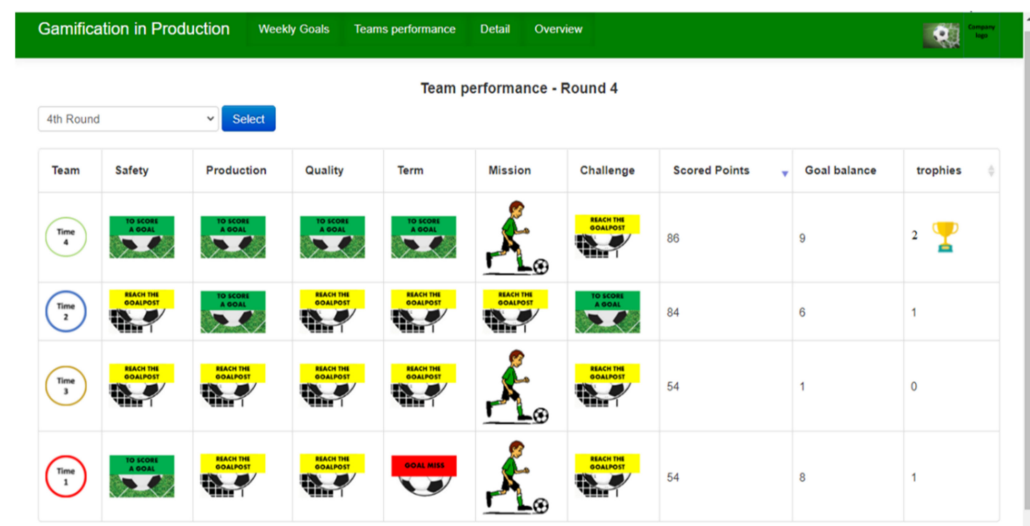 Gamification in Production Weekly Goals Teams performance Detail Overview
Company
logo
Team performance - Round 4
4th Round Select
Team Safety Production Quality Term Mission Challenge Scored Points Goal balance trophies
Time
4
TO SCORE
A GOAL
TO SCORE
A GOAL
TO SCORE
A GOAL
TO SCORE
A GOAL
REACH THE
GOALPOST
86 9 2
Time
2
REACH THE
GOALPOST
TO SCORE
A GOAL
REACH THE
GOALPOST
REACH THE
GOALPOST
REACH THE
GOALPOST
TO SCORE
A GOAL
84 6 1
Time
3
REACH THE
GOALPOST
REACH THE
GOALPOST
REACH THE
GOALPOST
REACH THE
GOALPOST
REACH THE
GOALPOST
54 1 0
Time
1
TO SCORE
A GOAL
REACH THE
GOALPOST
REACH THE
GOALPOST
GOAL MISS
REACH THE
GOALPOST
54 8 1